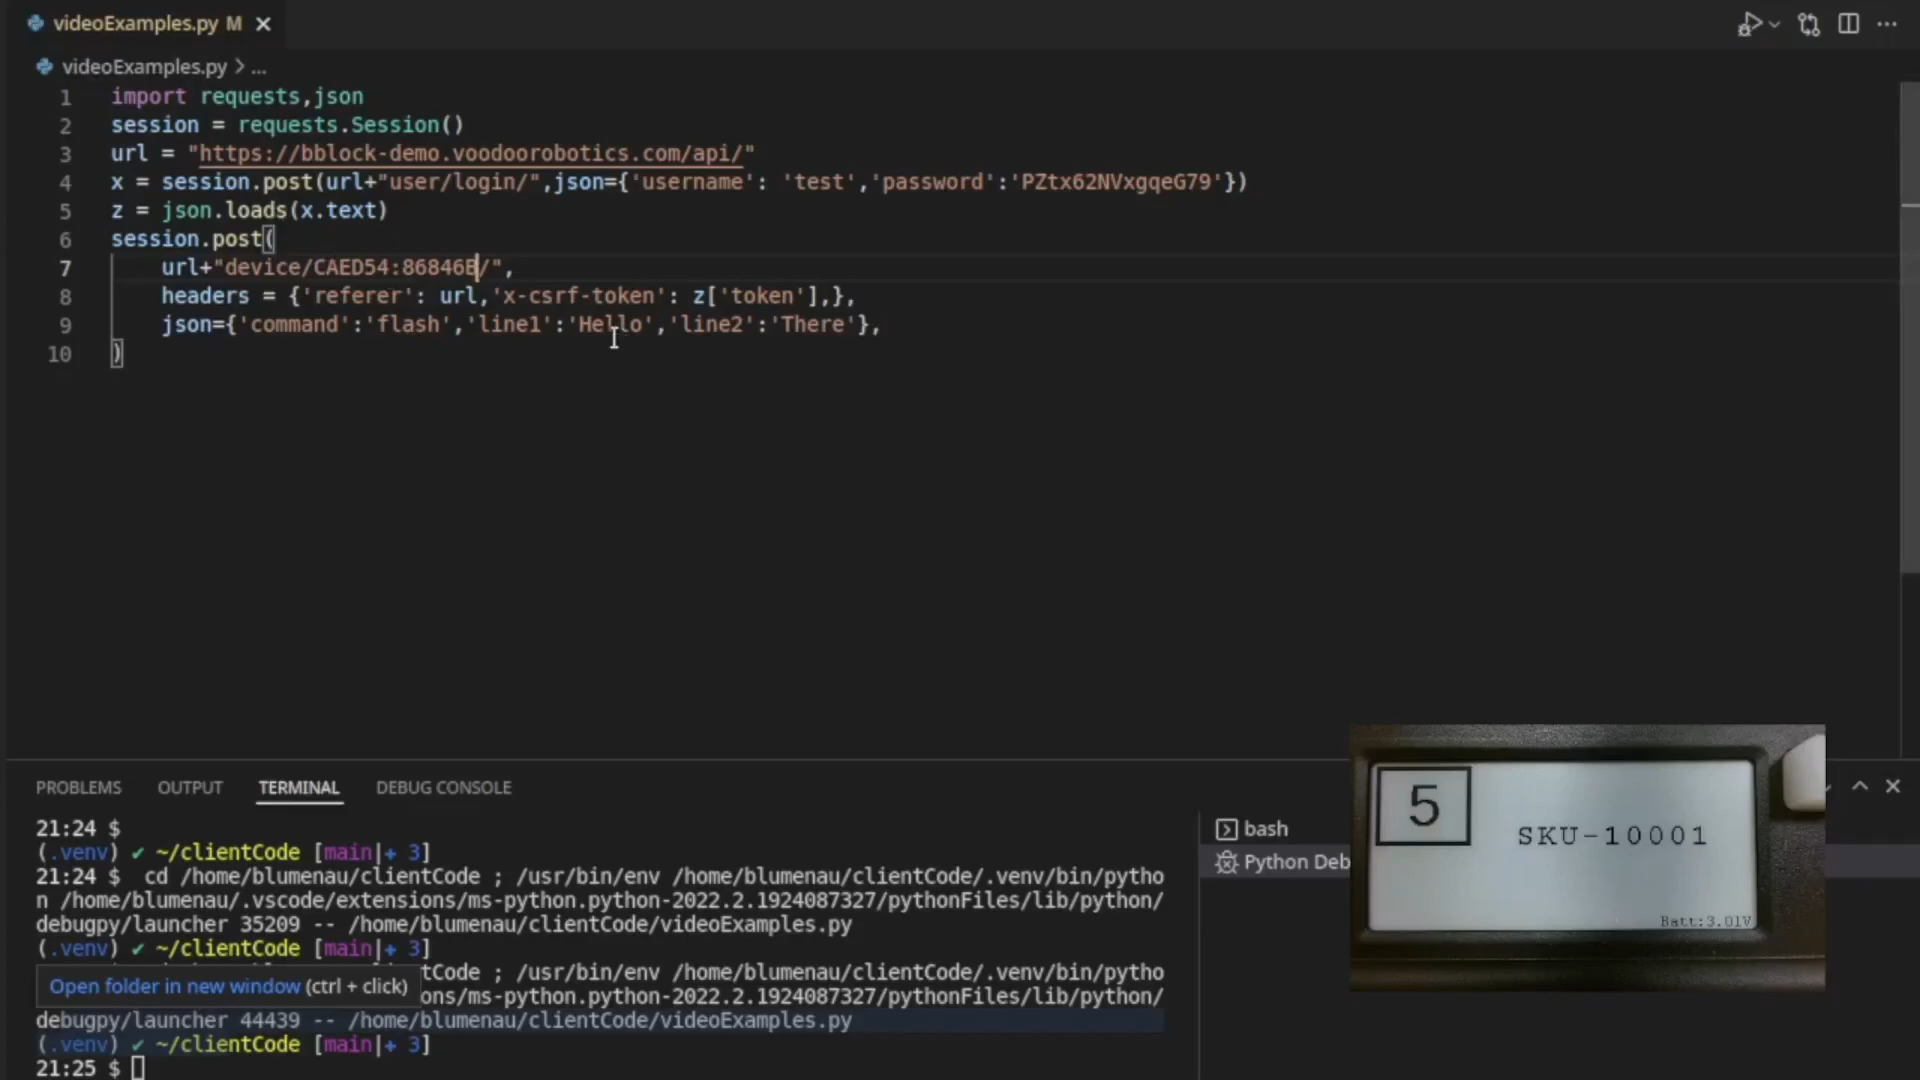 videoExamples.py M
videoExamples.py > ...
1 import requests,json
2 session = requests.Session()
3 url = "https://bblock-demo.voodoorobotics.com/api/"
4 x = session.post(url+"user/login/",json={'username': 'test','password':'PZtx62NVxgqeG79'})
5 z = json.loads(x.text)
6 session.post(
7 url+"device/CAED54:86846B/",
8 headers = {'referer': url,'x-csrf-token': z['token'],},
9 json={'command':'flash','line1':'Hello','line2':'There'},
10 )
PROBLEMS OUTPUT TERMINAL DEBUG CONSOLE
21:24 $
(.venv) ✔ ~/clientCode [main|+ 3]
21:24 $ cd /home/blumenau/clientCode ; /usr/bin/env /home/blumenau/clientCode/.venv/bin/pytho
n /home/blumenau/.vscode/extensions/ms-python.python-2022.2.1924087327/pythonFiles/lib/python/
debugpy/launcher 35209 -- /home/blumenau/clientCode/videoExamples.py
(.venv) ✔ ~/clientCode [main|+ 3]
tCode ; /usr/bin/env /home/blumenau/clientCode/.venv/bin/pytho
Open folder in new window (ctrl + click)
ons/ms-python.python-2022.2.1924087327/pythonFiles/lib/python/
debugpy/launcher 44439 -- /home/blumenau/clientCode/videoExamples.py
(.venv) ✔ ~/clientCode [main|+ 3]
21:25 $
bash
Python Deb
5
SKU-10001
Batt:3.01V